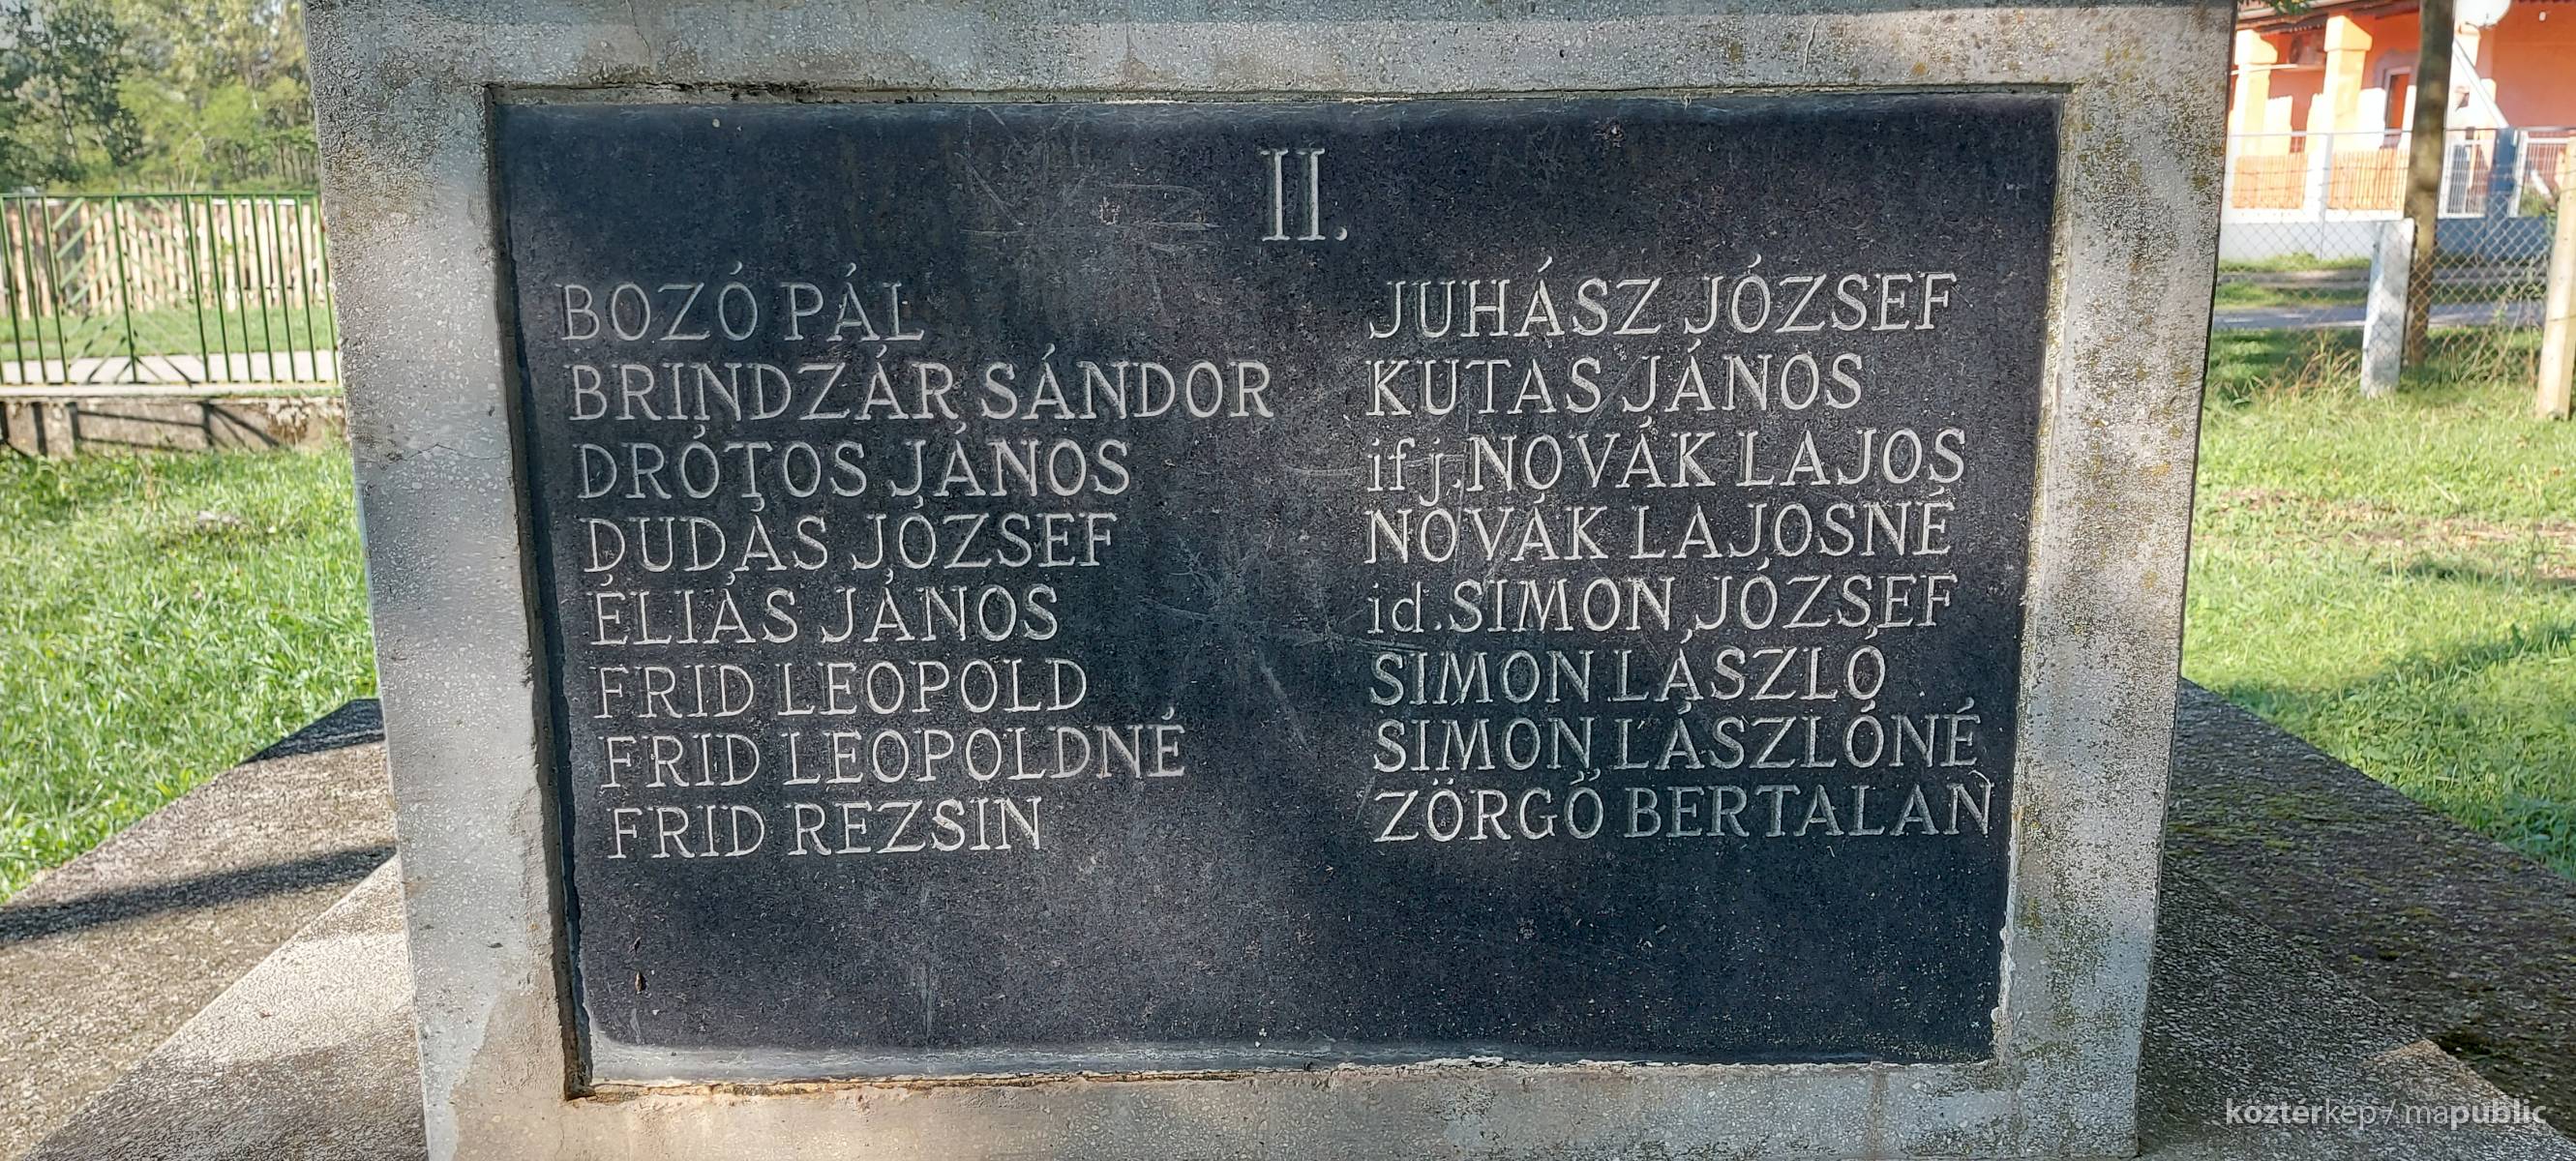 II.
BOZÓ PÁL
BRINDZÁR SÁNDOR
DRÓTOS JÁNOS
DUDÁS JÓZSEF
ÉLIÁS JÁNOS
FRID LEOPOLD
FRID LEOPOLDNÉ
FRID REZSIN
JUHÁSZ JÓZSEF
KUTAS JÁNOS
ifj. NOVÁK LAJOS
NOVÁK LAJOSNÉ
id. SIMON JÓZSEF
SIMON LÁSZLÓ
SIMON LÁSZLÓNÉ
ZÖRGŐ BERTALAN
köztérkép / mapublic